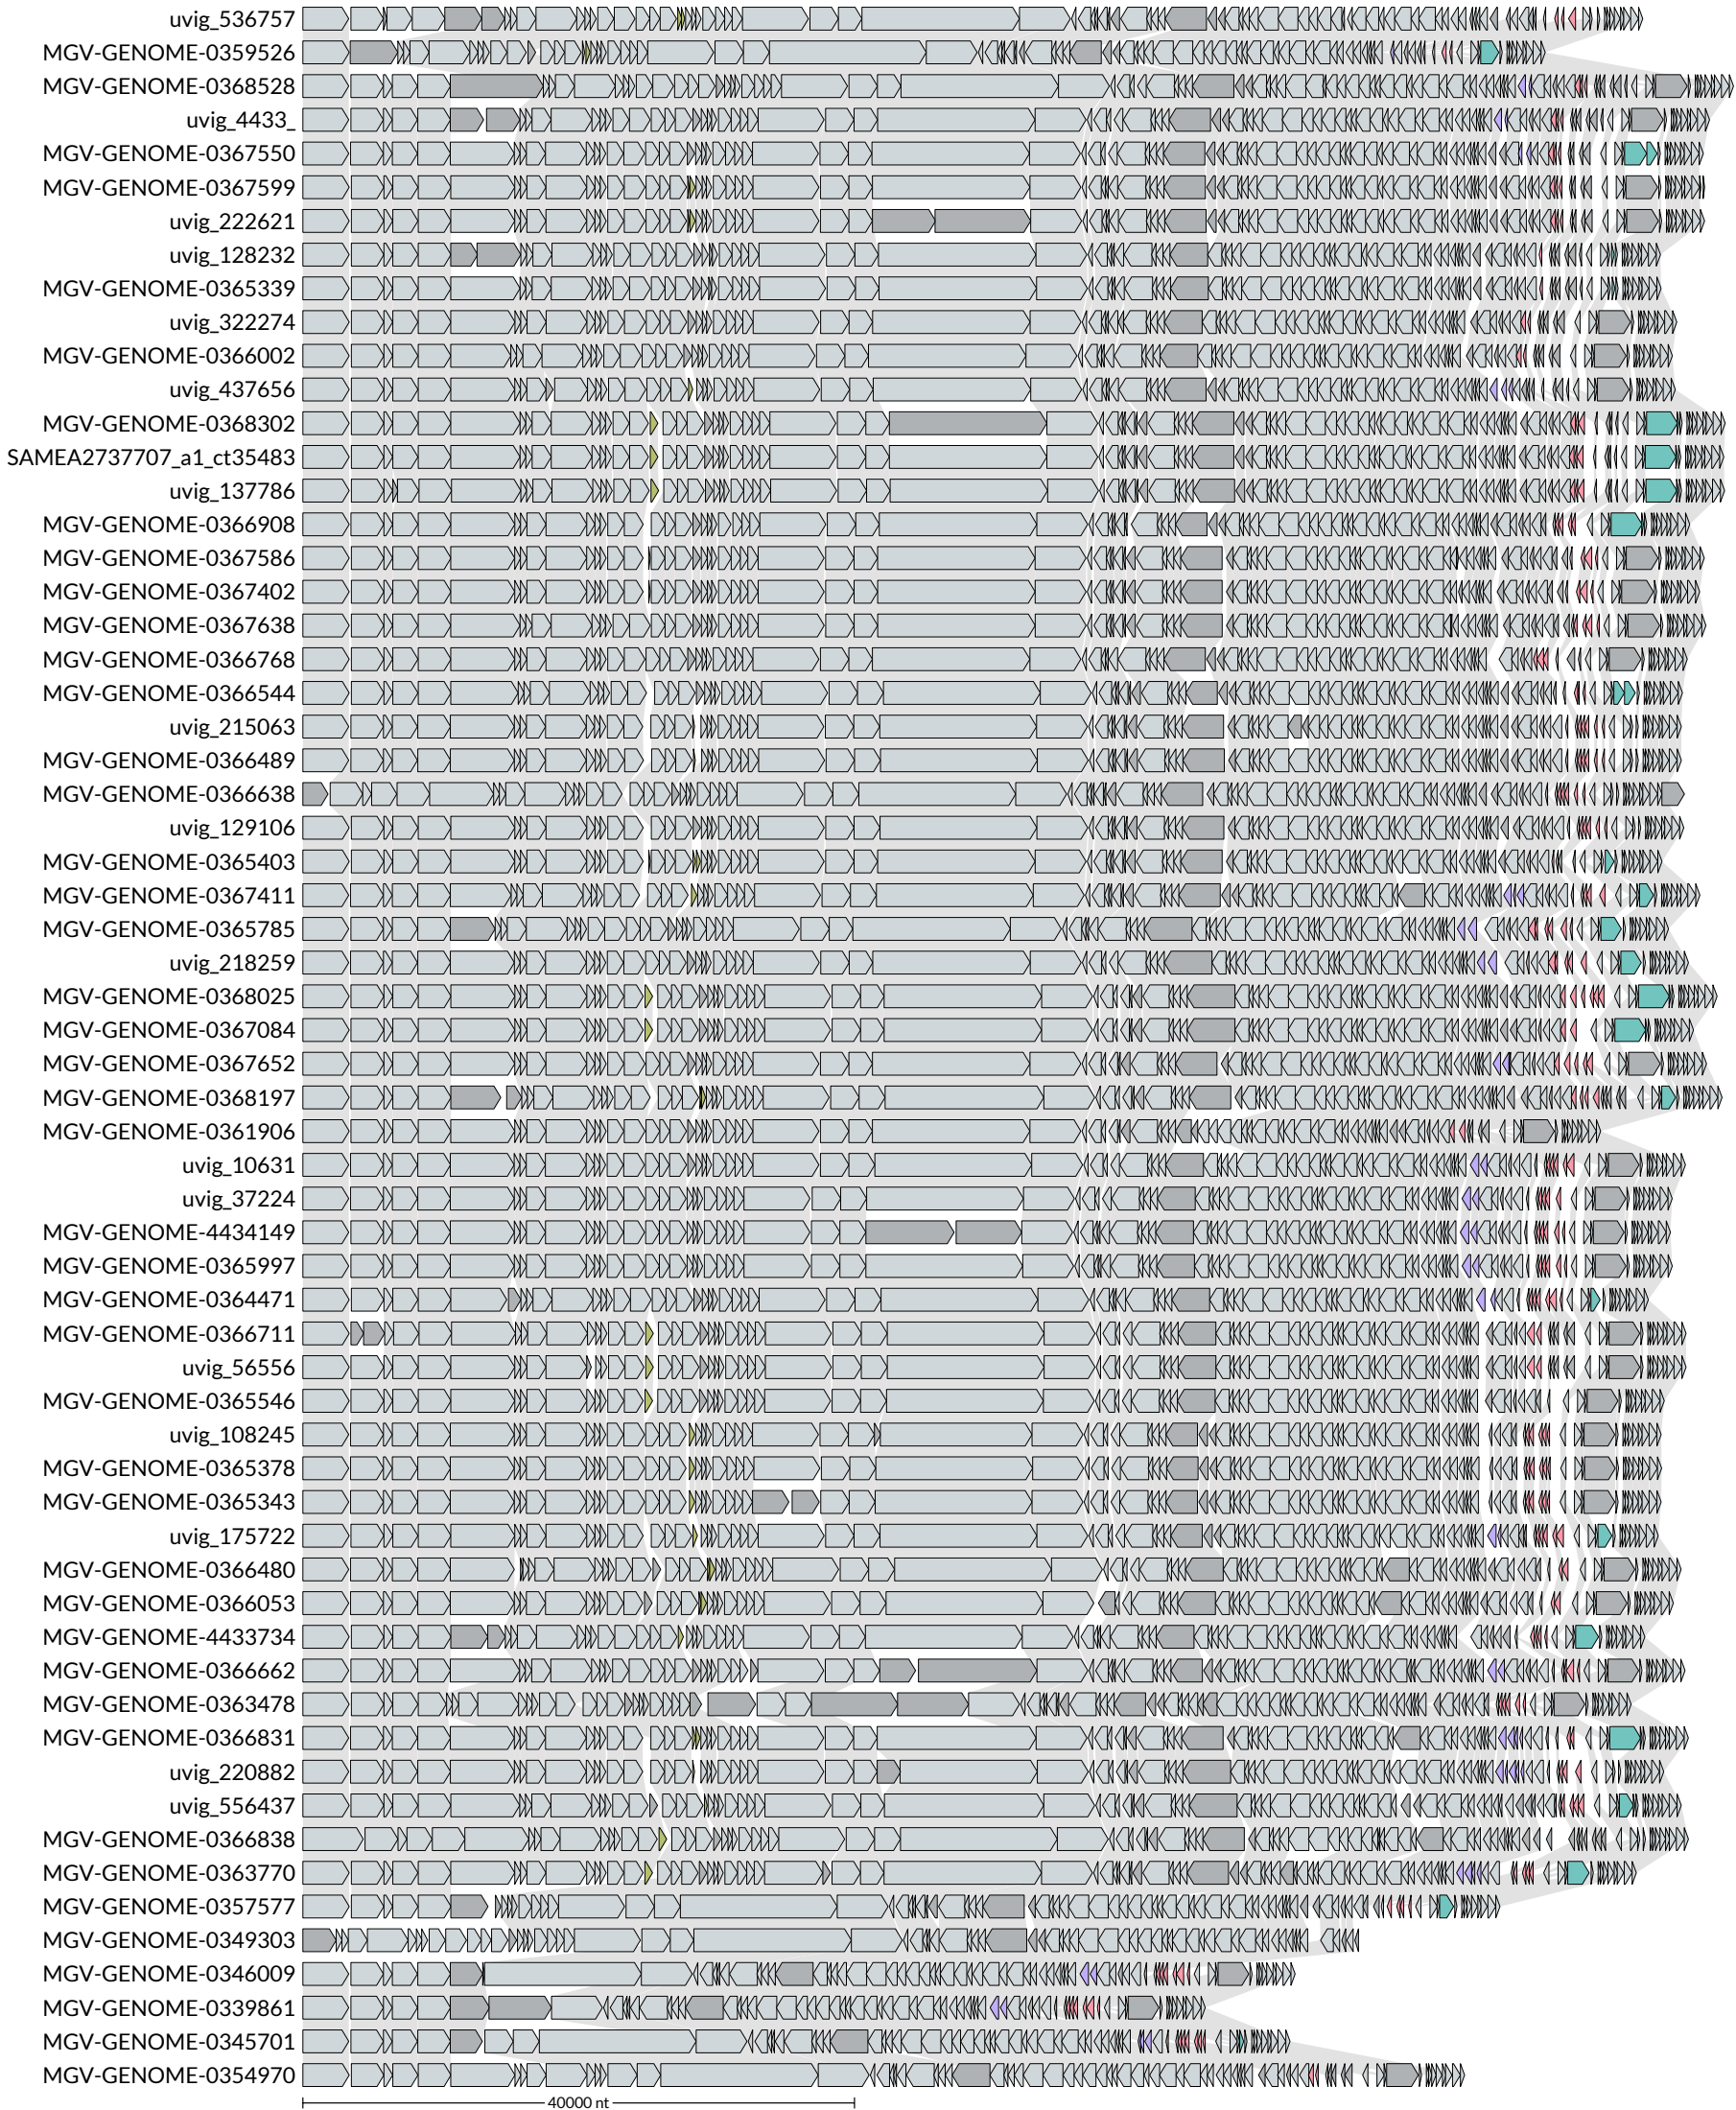 uvig_536757
MGV-GENOME-0359526
MGV-GENOME-0368528
uvig_4433_
MGV-GENOME-0367550
MGV-GENOME-0367599
uvig_222621
uvig_128232
MGV-GENOME-0365339
uvig_322274
MGV-GENOME-0366002
uvig_437656
MGV-GENOME-0368302
SAMEA2737707_a1_ct35483
uvig_137786
MGV-GENOME-0366908
MGV-GENOME-0367586
MGV-GENOME-0367402
MGV-GENOME-0367638
MGV-GENOME-0366768
MGV-GENOME-0366544
uvig_215063
MGV-GENOME-0366489
MGV-GENOME-0366638
uvig_129106
MGV-GENOME-0365403
MGV-GENOME-0367411
MGV-GENOME-0365785
uvig_218259
MGV-GENOME-0368025
MGV-GENOME-0367084
MGV-GENOME-0367652
MGV-GENOME-0368197
MGV-GENOME-0361906
uvig_10631
uvig_37224
MGV-GENOME-4434149
MGV-GENOME-0365997
MGV-GENOME-0364471
MGV-GENOME-0366711
uvig_56556
MGV-GENOME-0365546
uvig_108245
MGV-GENOME-0365378
MGV-GENOME-0365343
uvig_175722
MGV-GENOME-0366480
MGV-GENOME-0366053
MGV-GENOME-4433734
MGV-GENOME-0366662
MGV-GENOME-0363478
MGV-GENOME-0366831
uvig_220882
uvig_556437
MGV-GENOME-0366838
MGV-GENOME-0363770
MGV-GENOME-0357577
MGV-GENOME-0349303
MGV-GENOME-0346009
MGV-GENOME-0339861
MGV-GENOME-0345701
MGV-GENOME-0354970
40000 nt